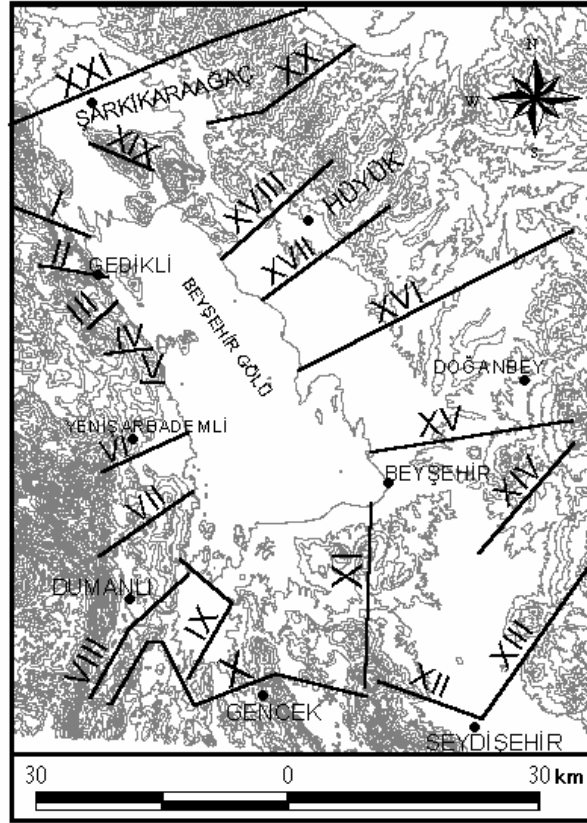 N
XXI
XX
ŞARKİKARAAĞAÇ
W
XIX
S
XVIII
HÜYÜK
I
XVII
II
GEDİKLİ
XVI
III
BEYŞEHİR GÖLÜ
IV
V
DOĞANBEY
YENİŞARBADEMLİ
XV
VI
BEYŞEHİR
XIV
VII
XI
DUMANLI
IX
XIII
VIII
X
XII
GENCEK
SEYDİŞEHİR
30 0 30 km